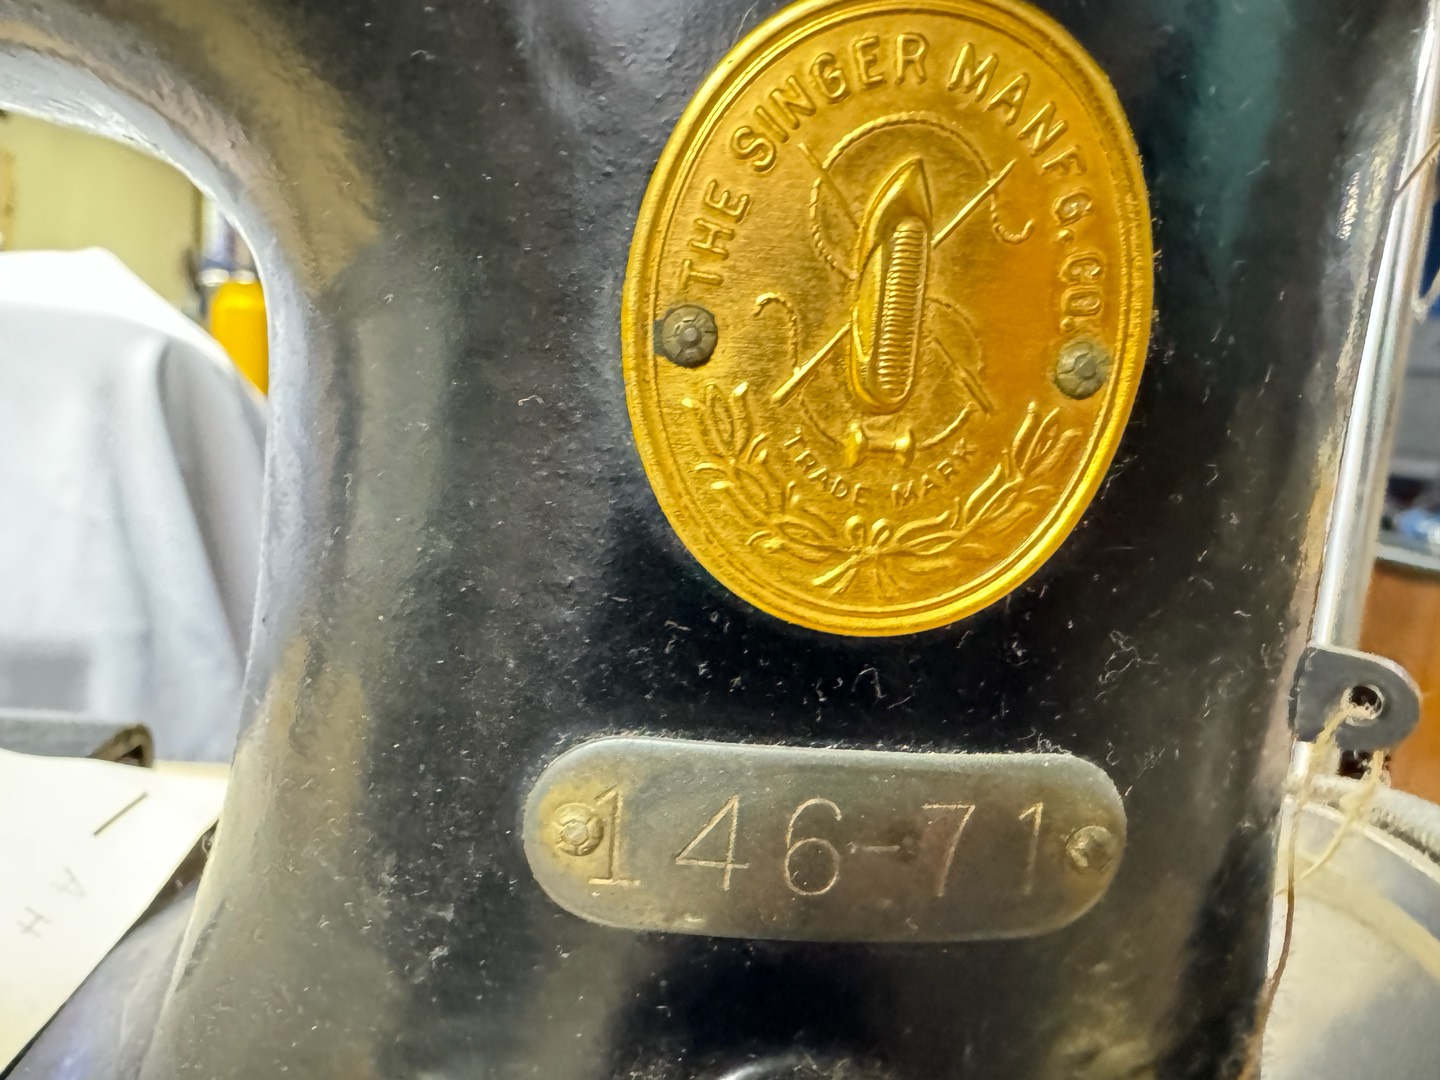 THE SINGER MANFG. CO.
TRADE MARK
146-71
A H